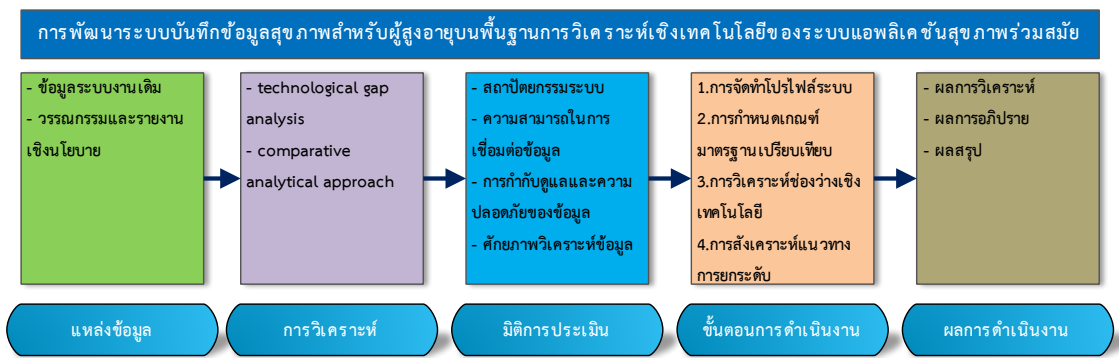 การพัฒนาระบบบันทึกข้อมูลสุขภาพสำหรับผู้สูงอายุบนพื้นฐานการวิเคราะห์เชิงเทคโนโลยีของระบบแอพลิเคชันสุขภาพร่วมสมัย
- ข้อมูลระบบงานเดิม
- วรรณกรรมและรายงาน
เชิงนโยบาย
- technological gap
analysis
- comparative
analytical approach
- สถาปัตยกรรมระบบ
- ความสามารถในการ
เชื่อมต่อข้อมูล
- การกำกับดูแลและความ
ปลอดภัยของข้อมูล
- ศักยภาพวิเคราะห์ข้อมูล
1.การจัดทำโปรไฟล์ระบบ
2.การกำหนดเกณฑ์
มาตรฐานเปรียบเทียบ
3.การวิเคราะห์ช่องว่างเชิง
เทคโนโลยี
4.การสังเคราะห์แนวทาง
การยกระดับ
- ผลการวิเคราะห์
- ผลการอภิปราย
- ผลสรุป
แหล่งข้อมูล
การวิเคราะห์
มิติการประเมิน
ขั้นตอนการดำเนินงาน
ผลการดำเนินงาน